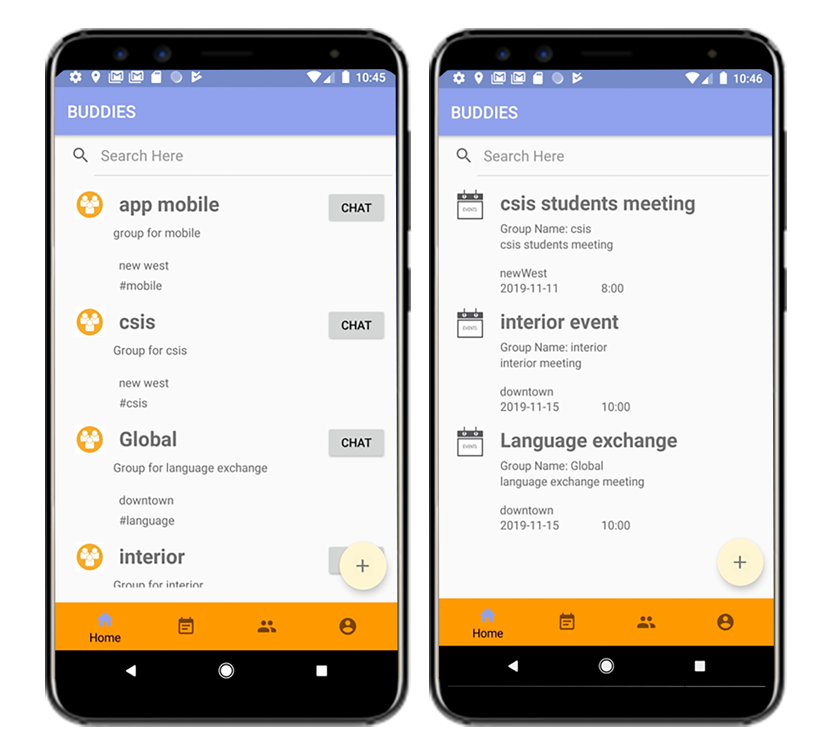 10:45
BUDDIES
Search Here
app mobile
CHAT
group for mobile
new west
#mobile
csis
CHAT
Group for csis
new west
#csis
Global
CHAT
Group for language exchange
downtown
#language
interior
Group for interior
+
Home
10:46
BUDDIES
Search Here
EVENTS
csis students meeting
Group Name: csis
csis students meeting
newWest
2019-11-11 8:00
EVENTS
interior event
Group Name: interior
interior meeting
downtown
2019-11-15 10:00
EVENTS
Language exchange
Group Name: Global
language exchange meeting
downtown
2019-11-15 10:00
+
Home